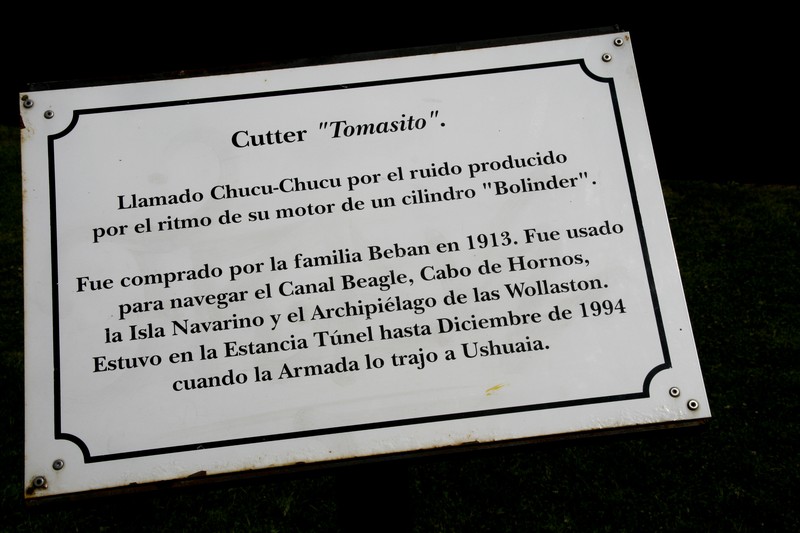 Cutter "Tomasito".
Llamado Chucu-Chucu por el ruido producido
por el ritmo de su motor de un cilindro "Bolinder".
Fue comprado por la familia Beban en 1913. Fue usado
para navegar el Canal Beagle, Cabo de Hornos,
la Isla Navarino y el Archipiélago de las Wollaston.
Estuvo en la Estancia Túnel hasta Diciembre de 1994
cuando la Armada lo trajo a Ushuaia.